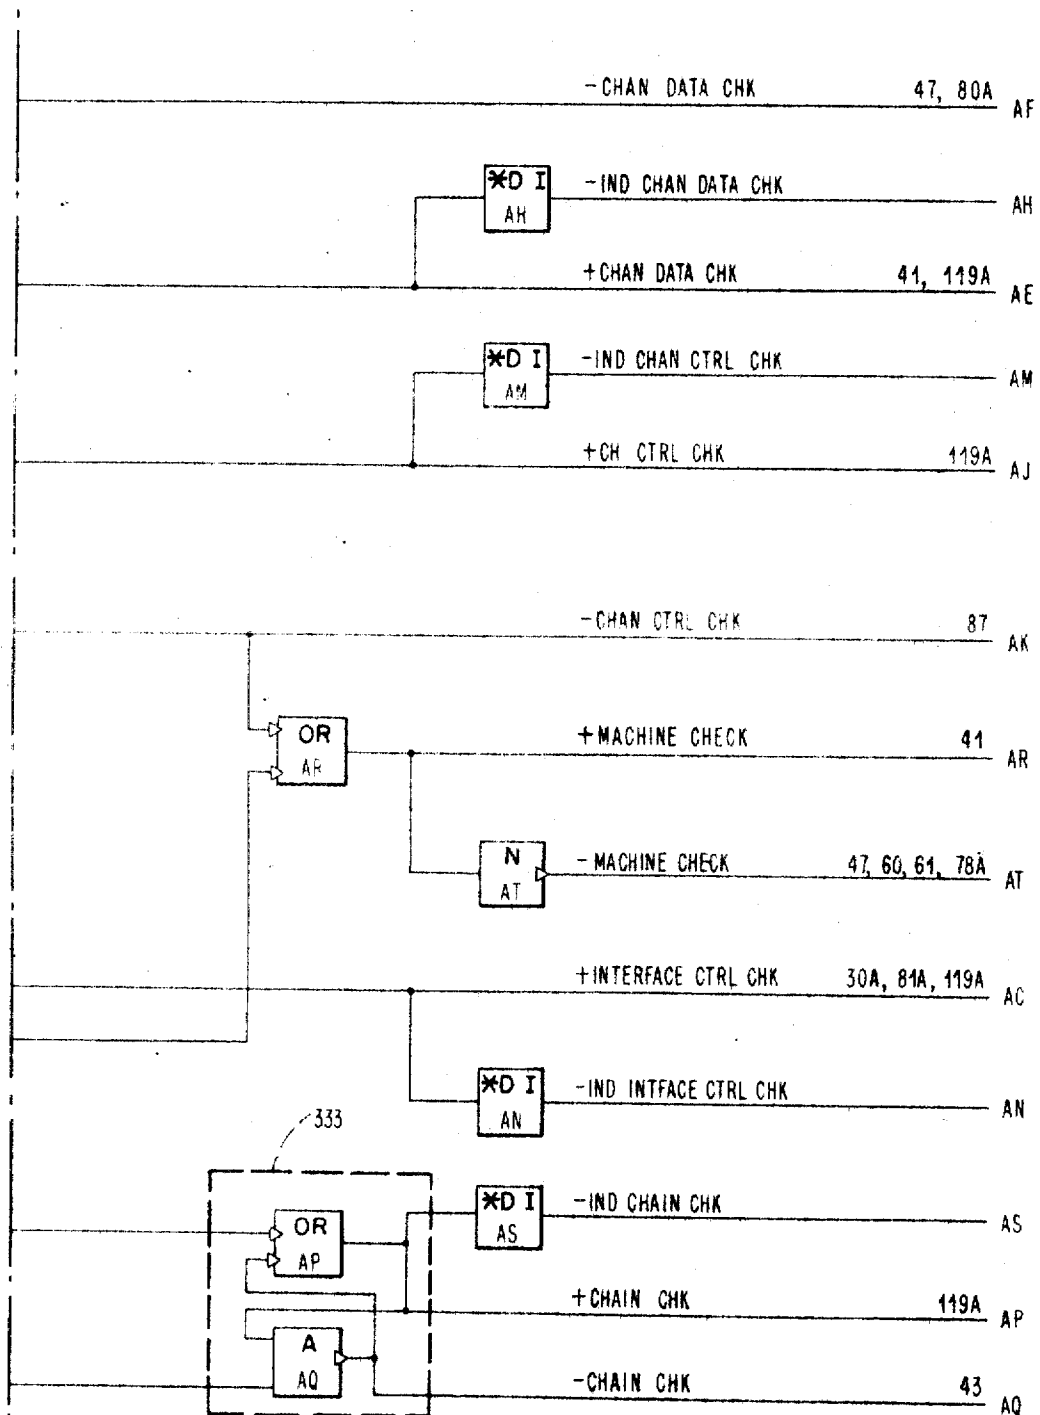 -CHAN DATA CHK 47, 80A AF
*D I -IND CHAN DATA CHK AH
AH
+CHAN DATA CHK 41, 119A AE
*D I -IND CHAN CTRL CHK AM
AM
+CH CTRL CHK 119A AJ
-CHAN CTRL CHK 87 AK
OR +MACHINE CHECK 41 AR
AR
N -MACHINE CHECK 47, 60, 61, 78A AT
AT
+INTERFACE CTRL CHK 30A, 81A, 119A AC
*D I -IND INTFACE CTRL CHK AN
AN
333
*D I -IND CHAIN CHK AS
AS
OR
AP
+CHAIN CHK 119A AP
A
AQ
-CHAIN CHK 43 AQ